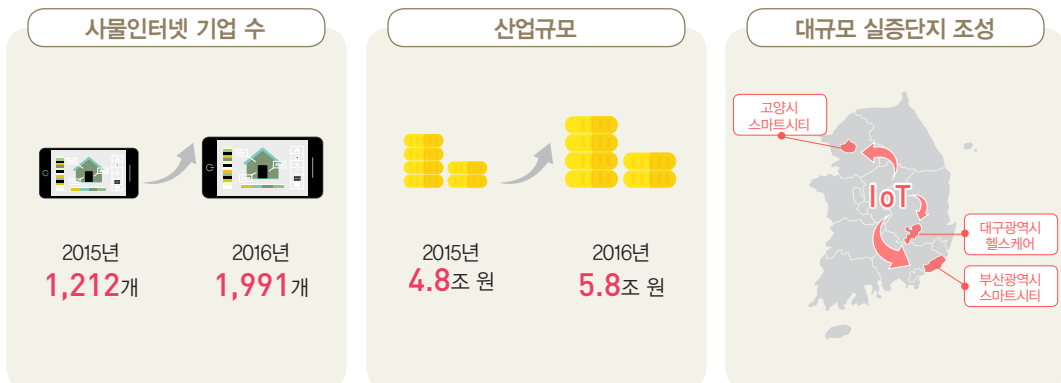 사물인터넷 기업 수
2015년
1,212개
2016년
1,991개
산업규모
2015년
4.8조 원
2016년
5.8조 원
대규모 실증단지 조성
고양시
스마트시티
IoT
대구광역시
헬스케어
부산광역시
스마트시티